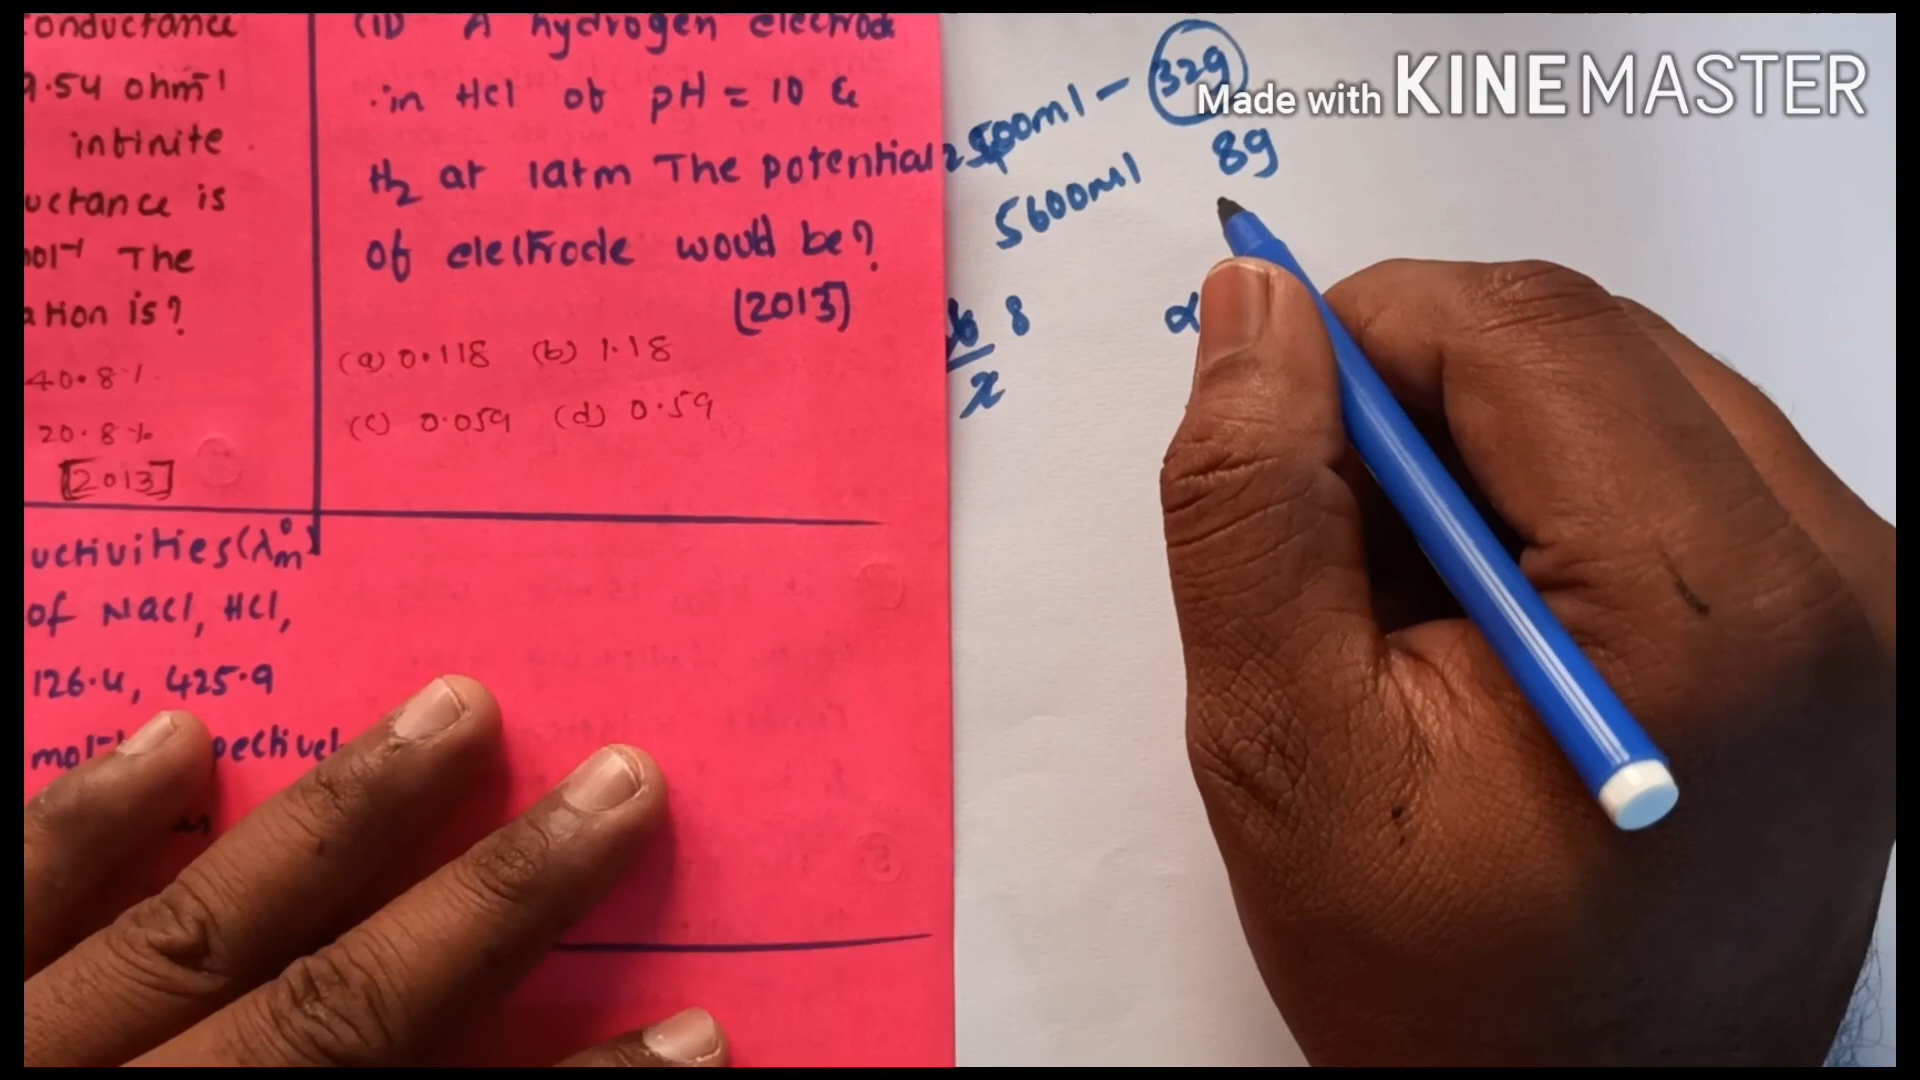 onductance
9.54 ohm-1
infinite
uctance is
ol-1 The
ation is?
40.8%
20.8%
[2013]
(11) A hydrogen electrode
in HCl of pH = 10 &
H2 at 1atm The potential
of electrode would be?
(2013)
(a) 0.118 (b) 1.18
(c) 0.059 (d) 0.59
uctivities(λ°m)
of NaCl, HCl,
126.4, 425.9
mol-1 pectivel
Made with KINEMASTER
00ml - 32g
5600ml 8g
8 α
x